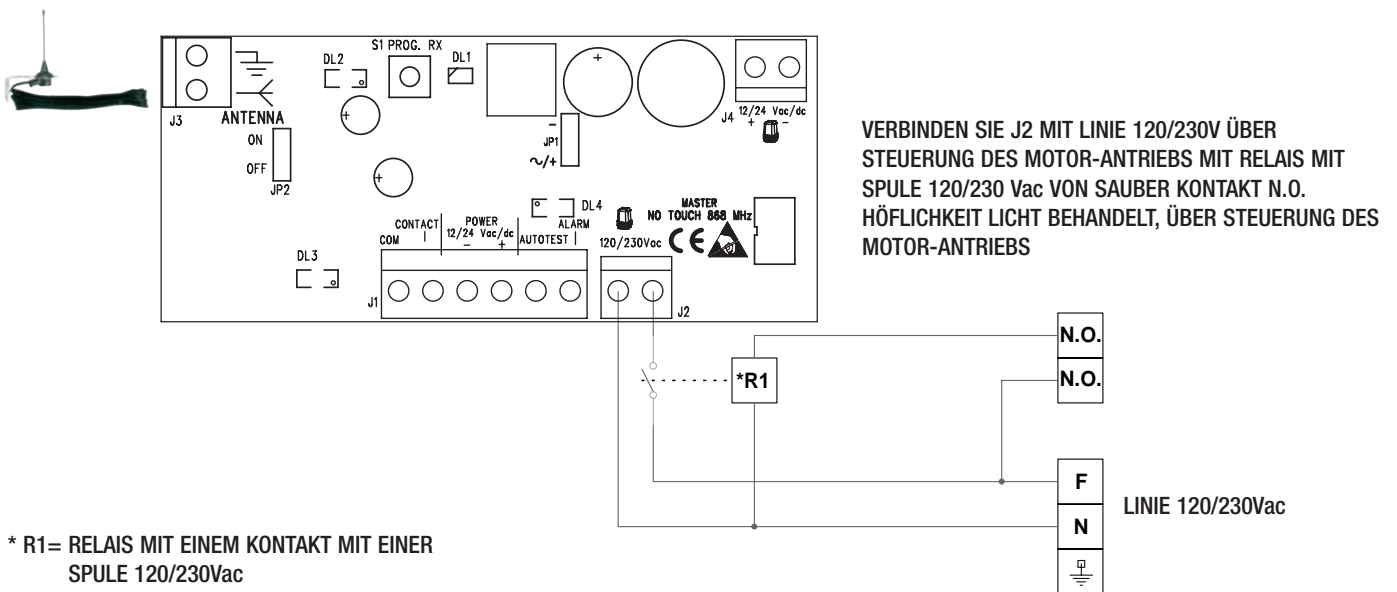 S1 PROG. RX
DL2
DL1
J3
ANTENNA
ON
OFF
JP2
-
JP1
~/+
J4
12/24 Vac/dc
+ -
VERBINDEN SIE J2 MIT LINIE 120/230V ÜBER
STEUERUNG DES MOTOR-ANTRIEBS MIT RELAIS MIT
SPULE 120/230 Vac VON SAUBER KONTAKT N.O.
HÖFLICHKEIT LICHT BEHANDELT, ÜBER STEUERUNG DES
MOTOR-ANTRIEBS
DL4
MASTER
NO TOUCH 868 MHz
CONTACT
POWER
ALARM
COM
12/24 Vac/dc
AUTOTEST
- +
120/230Vac
CE
DL3
J1
J2
N.O.
*R1
N.O.
F
LINIE 120/230Vac
N
* R1= RELAIS MIT EINEM KONTAKT MIT EINER
SPULE 120/230Vac